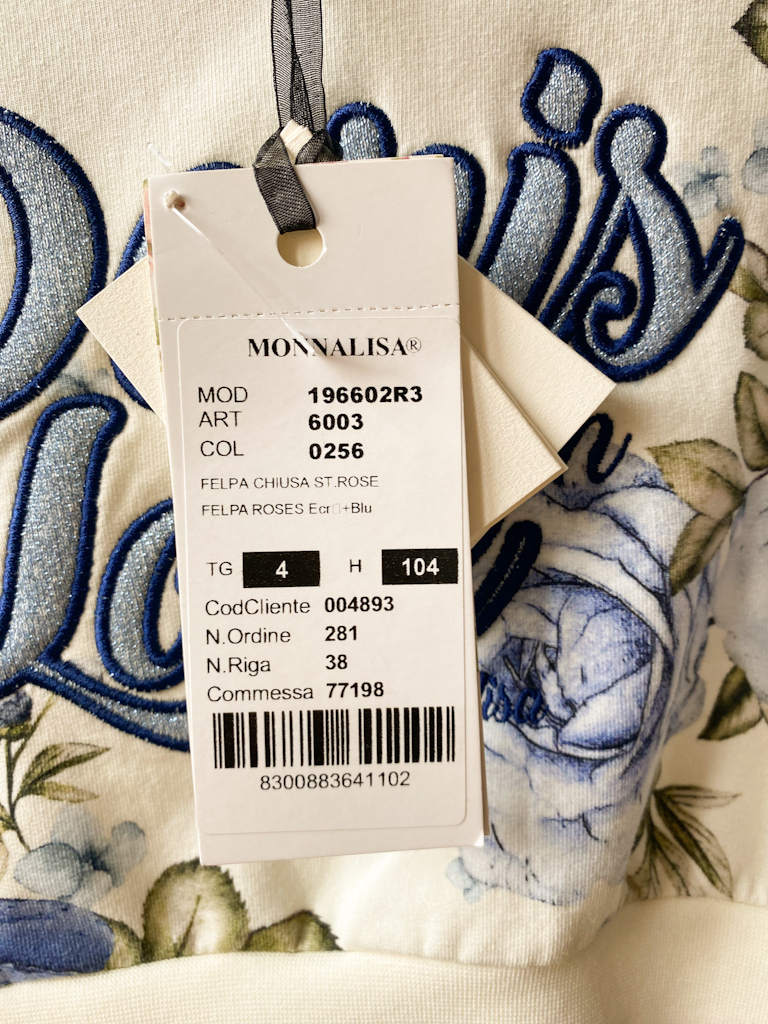 MONNALISA®
MOD 196602R3
ART 6003
COL 0256
FELPA CHIUSA ST.ROSE
FELPA ROSES Ecr□+Blu
TG 4 H 104
CodCliente 004893
N.Ordine 281
N.Riga 38
Commessa 77198
8300883641102